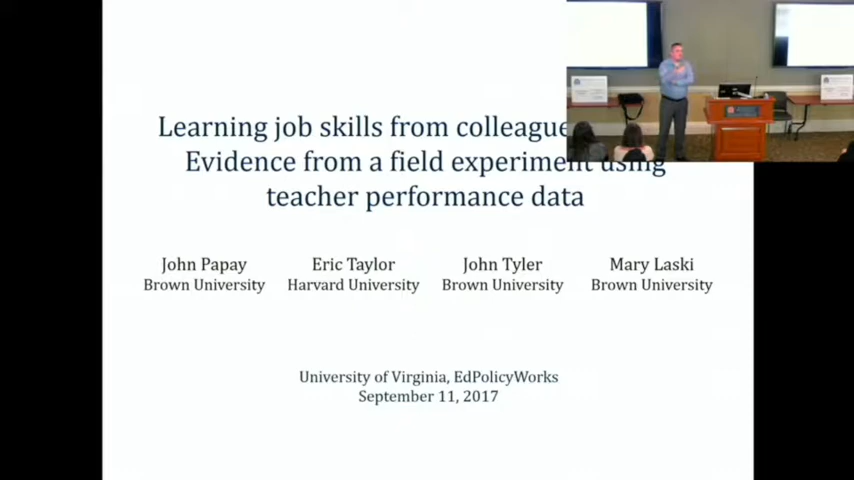 Learning job skills from colleague
Evidence from a field experiment using
teacher performance data
John Papay
Brown University
Eric Taylor
Harvard University
John Tyler
Brown University
Mary Laski
Brown University
University of Virginia, EdPolicyWorks
September 11, 2017